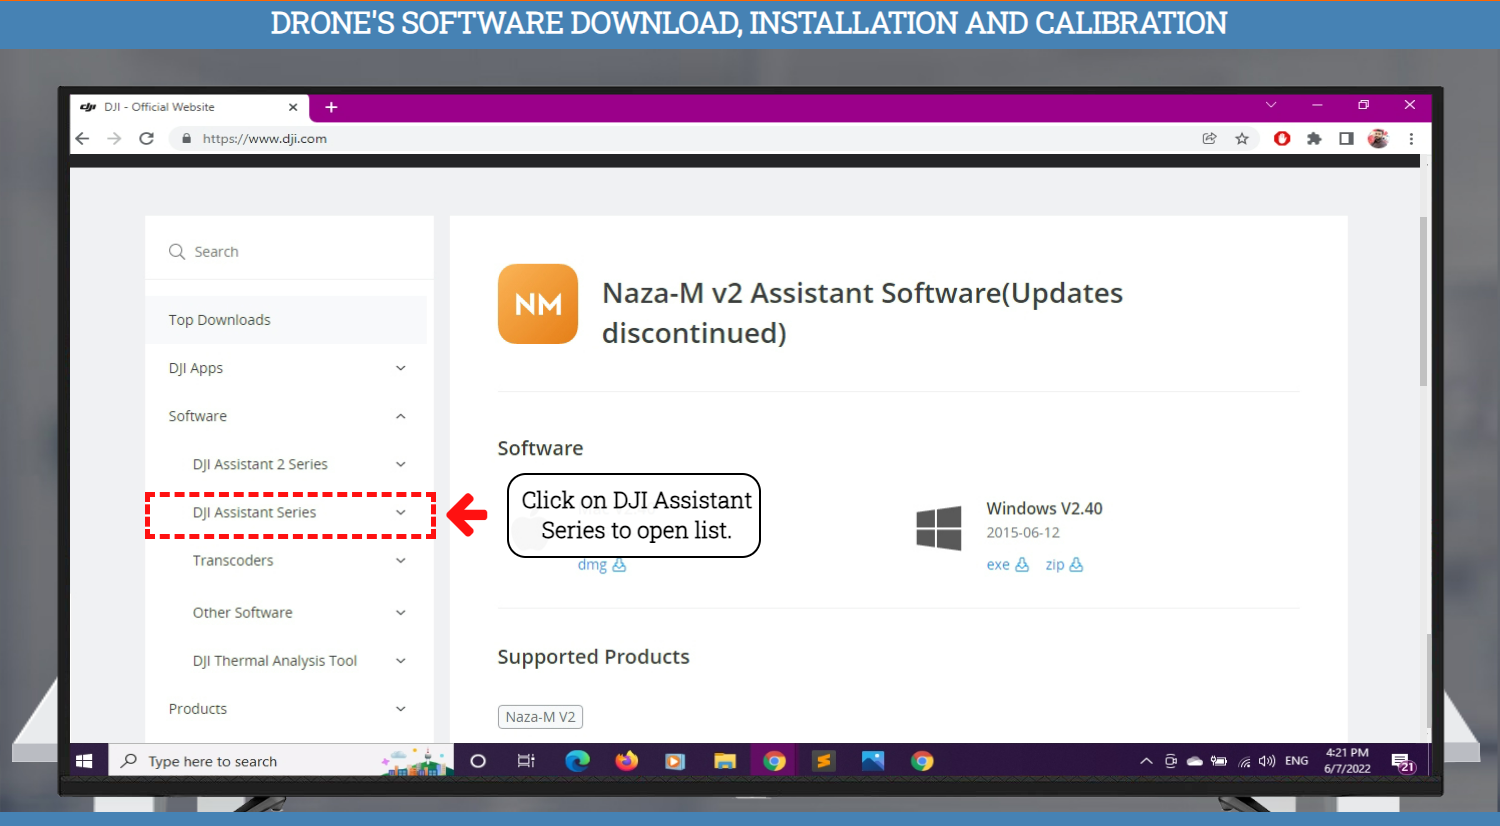 DRONE'S SOFTWARE DOWNLOAD, INSTALLATION AND CALIBRATION
dji DJI - Official Website
https://www.dji.com
Search
Top Downloads
DJI Apps
Software
DJI Assistant 2 Series
DJI Assistant Series
Transcoders
Other Software
DJI Thermal Analysis Tool
Products
NM
Naza-M v2 Assistant Software(Updates
discontinued)
Software
Click on DJI Assistant
Series to open list.
dmg
Windows V2.40
2015-06-12
exe zip
Supported Products
Naza-M V2
Type here to search
ENG
4:21 PM
6/7/2022
21